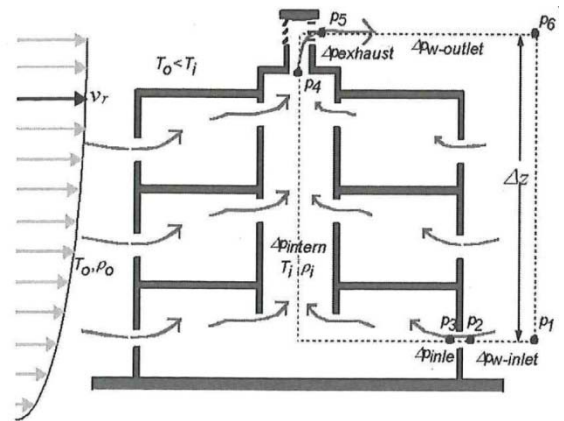 p5
p6
To<Ti
Δpexhaust
Δpw-outlet
p4
vr
Δz
Δpintern
To,ρo
Ti ρi
p3 p2 p1
Δpinle Δpw-inlet